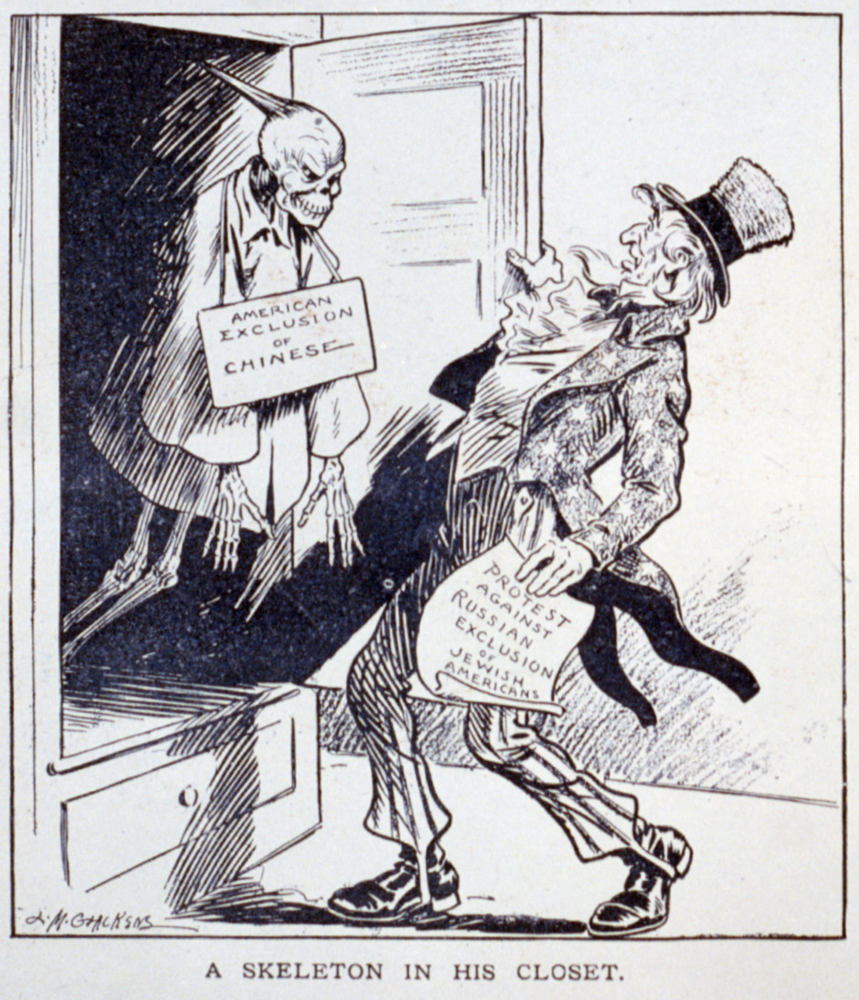 AMERICAN
EXCLUSION
OF
CHINESE
PROTEST
AGAINST
RUSSIAN
EXCLUSION
OF
JEWISH
AMERICANS
L. M. GLACKENS
A SKELETON IN HIS CLOSET.